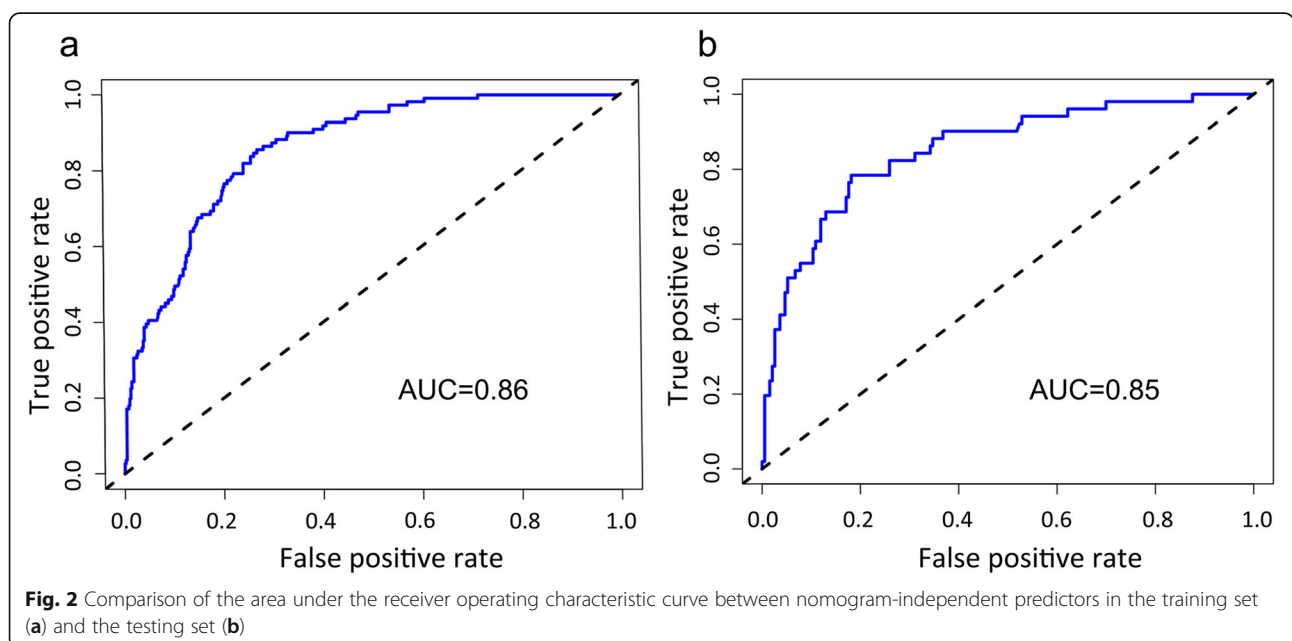 a
True positive rate
1.0
0.8
0.6
0.4
0.2
0.0
AUC=0.86
0.0 0.2 0.4 0.6 0.8 1.0
False positive rate
b
True positive rate
1.0
0.8
0.6
0.4
0.2
0.0
AUC=0.85
0.0 0.2 0.4 0.6 0.8 1.0
False positive rate
Fig. 2 Comparison of the area under the receiver operating characteristic curve between nomogram-independent predictors in the training set
(a) and the testing set (b)